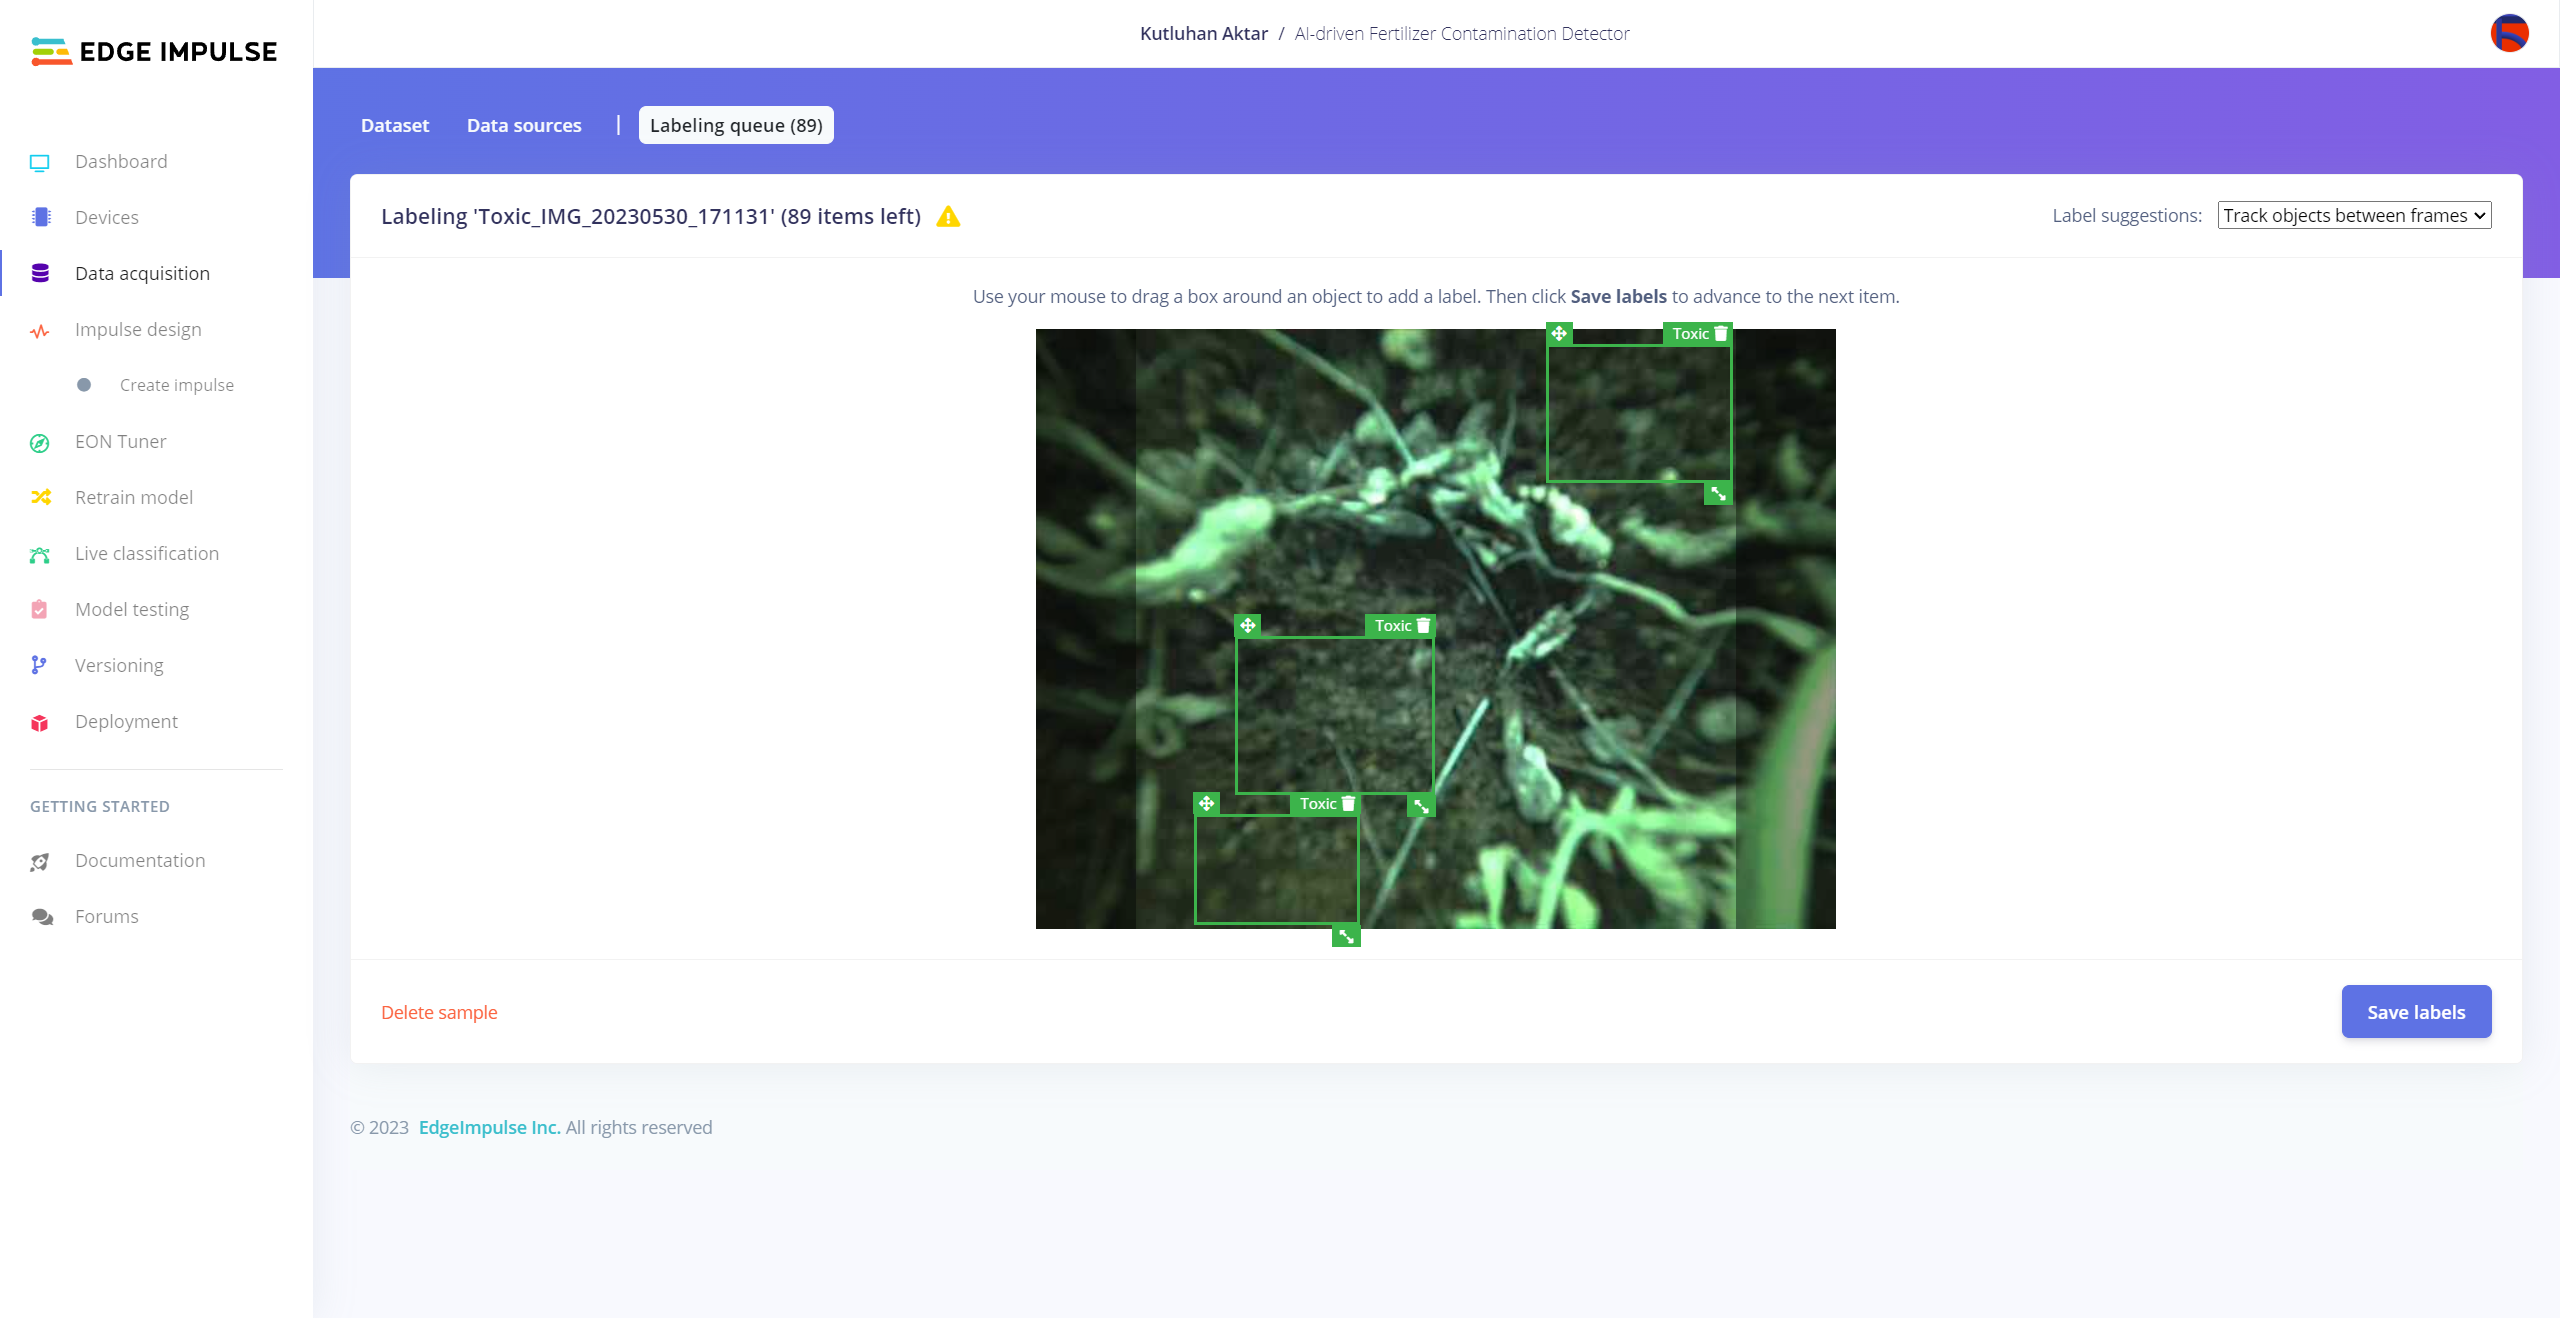 EDGE IMPULSE
Kutluhan Aktar / AI-driven Fertilizer Contamination Detector
Dashboard
Devices
Data acquisition
Impulse design
Create impulse
EON Tuner
Retrain model
Live classification
Model testing
Versioning
Deployment
GETTING STARTED
Documentation
Forums
Dataset Data sources | Labeling queue (89)
Labeling 'Toxic_IMG_20230530_171131' (89 items left)
Label suggestions: Track objects between frames
Use your mouse to drag a box around an object to add a label. Then click Save labels to advance to the next item.
Toxic
Toxic
Toxic
Delete sample
Save labels
© 2023 EdgeImpulse Inc. All rights reserved